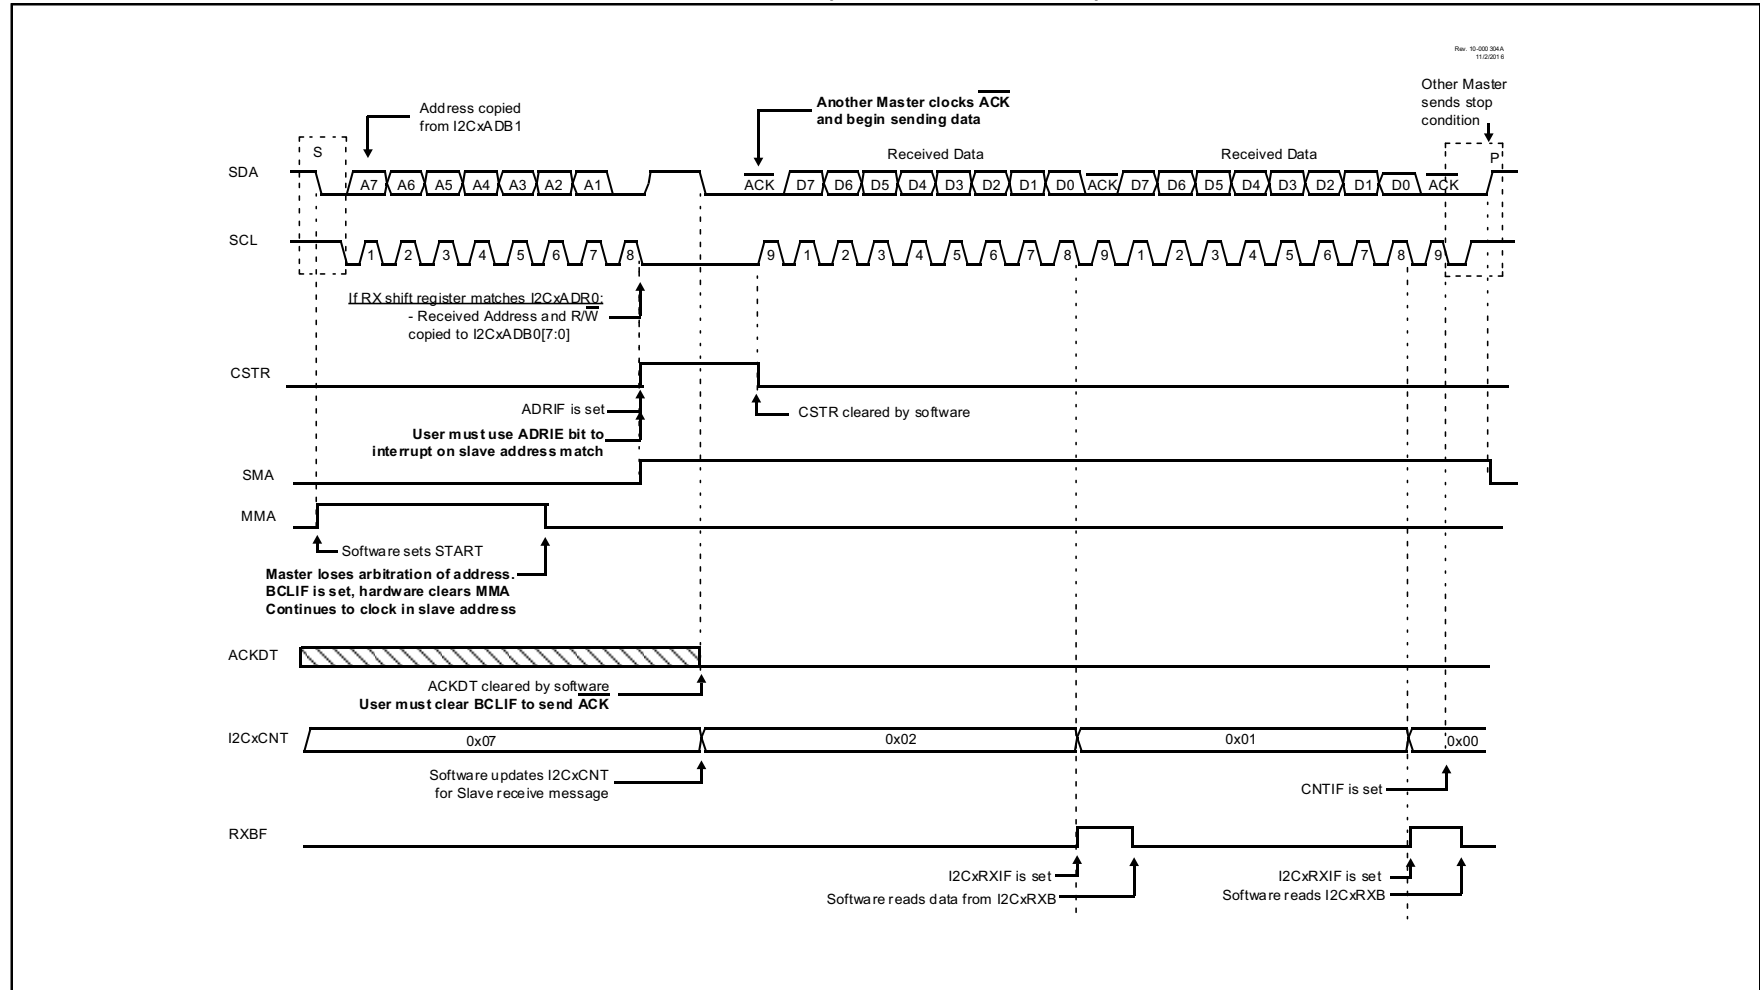 Rev. 10-000 304A
11/2/2016
Other Master
sends stop
condition
Address copied
from I2CxADB1
Another Master clocks ACK
and begin sending data
S
Received Data
Received Data
P
SDA
A7 A6 A5 A4 A3 A2 A1 ACK D7 D6 D5 D4 D3 D2 D1 D0 ACK D7 D6 D5 D4 D3 D2 D1 D0 ACK
SCL
1 2 3 4 5 6 7 8 9 1 2 3 4 5 6 7 8 9 1 2 3 4 5 6 7 8 9
If RX shift register matches I2CxADR0:
- Received Address and R/W
copied to I2CxADB0[7:0]
CSTR
ADRIF is set
CSTR cleared by software
User must use ADRIE bit to
interrupt on slave address match
SMA
MMA
Software sets START
Master loses arbitration of address.
BCLIF is set, hardware clears MMA
Continues to clock in slave address
ACKDT
ACKDT cleared by software
User must clear BCLIF to send ACK
I2CxCNT
0x07 0x02 0x01 0x00
Software updates I2CxCNT
for Slave receive message
CNTIF is set
RXBF
I2CxRXIF is set
Software reads data from I2CxRXB
I2CxRXIF is set
Software reads I2CxRXB